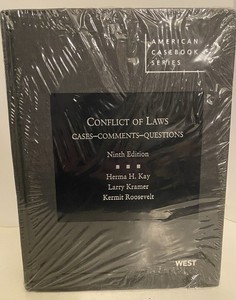 AMERICAN
CASEBOOK
SERIES
CONFLICT OF LAWS
CASES–COMMENTS–QUESTIONS
Ninth Edition
Herma H. Kay
Larry Kramer
Kermit Roosevelt
WEST